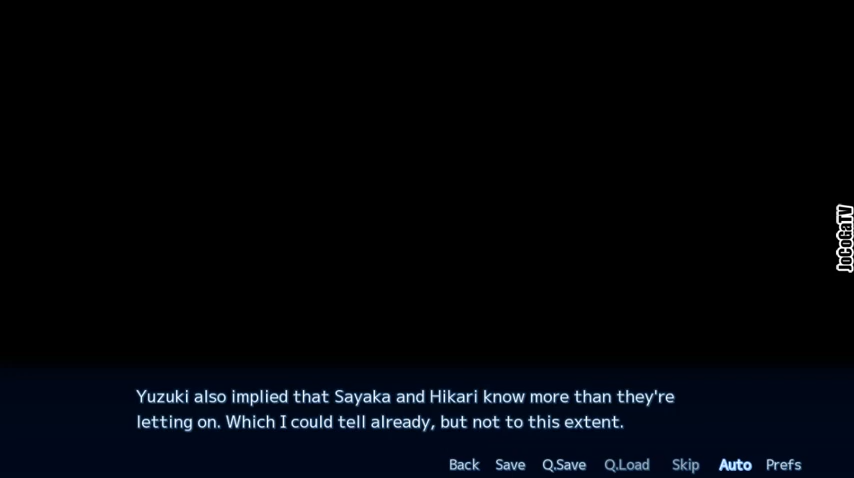 JoCoGaTV
Yuzuki also implied that Sayaka and Hikari know more than they're
letting on. Which I could tell already, but not to this extent.
Back Save Q.Save Q.Load Skip Auto Prefs